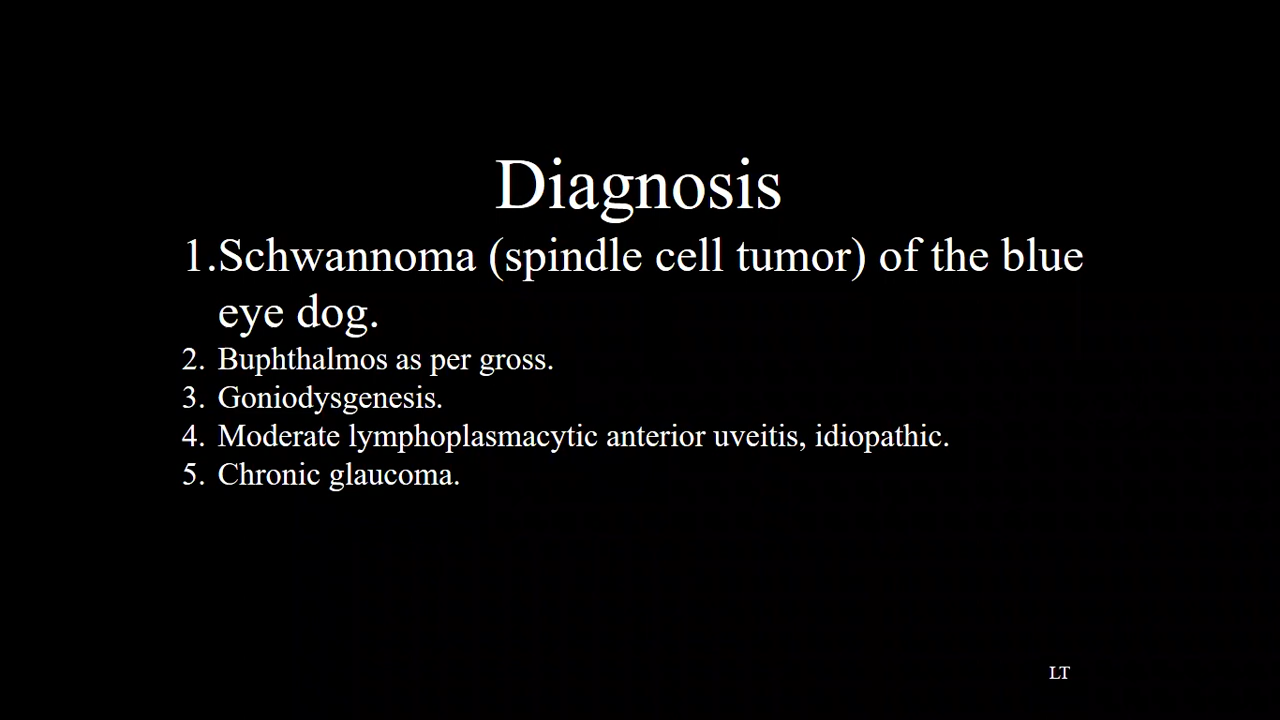 Diagnosis
1.Schwannoma (spindle cell tumor) of the blue
eye dog.
2. Buphthalmos as per gross.
3. Goniodysgenesis.
4. Moderate lymphoplasmacytic anterior uveitis, idiopathic.
5. Chronic glaucoma.
LT